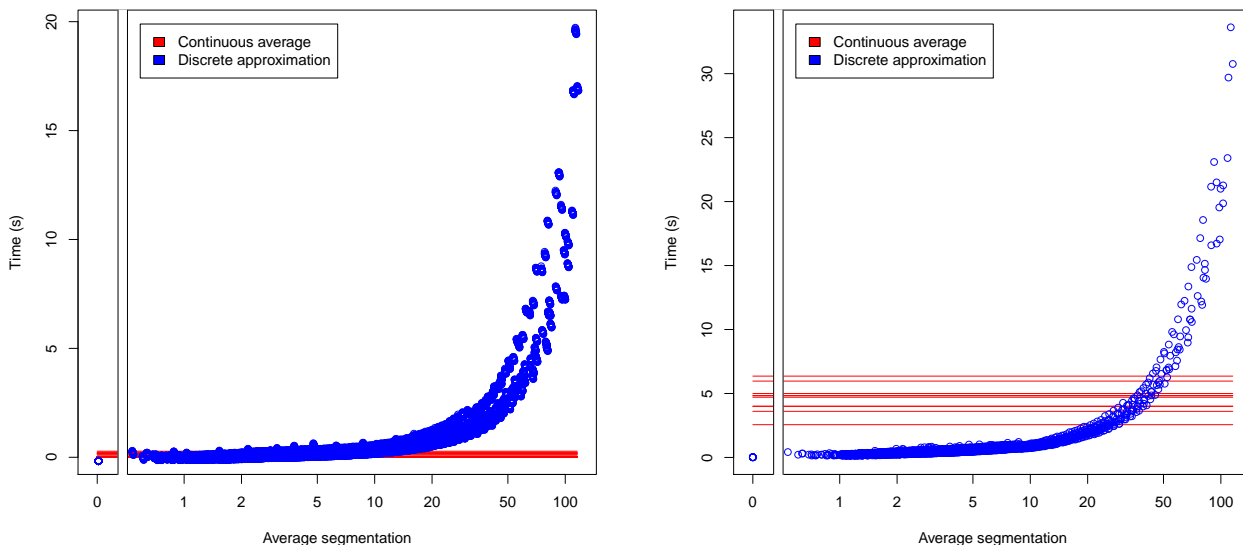 Continuous average
Discrete approximation
Time (s)
20
15
10
5
0
0 1 2 5 10 20 50 100
Average segmentation
Continuous average
Discrete approximation
Time (s)
30
25
20
15
10
5
0
0 1 2 5 10 20 50 100
Average segmentation